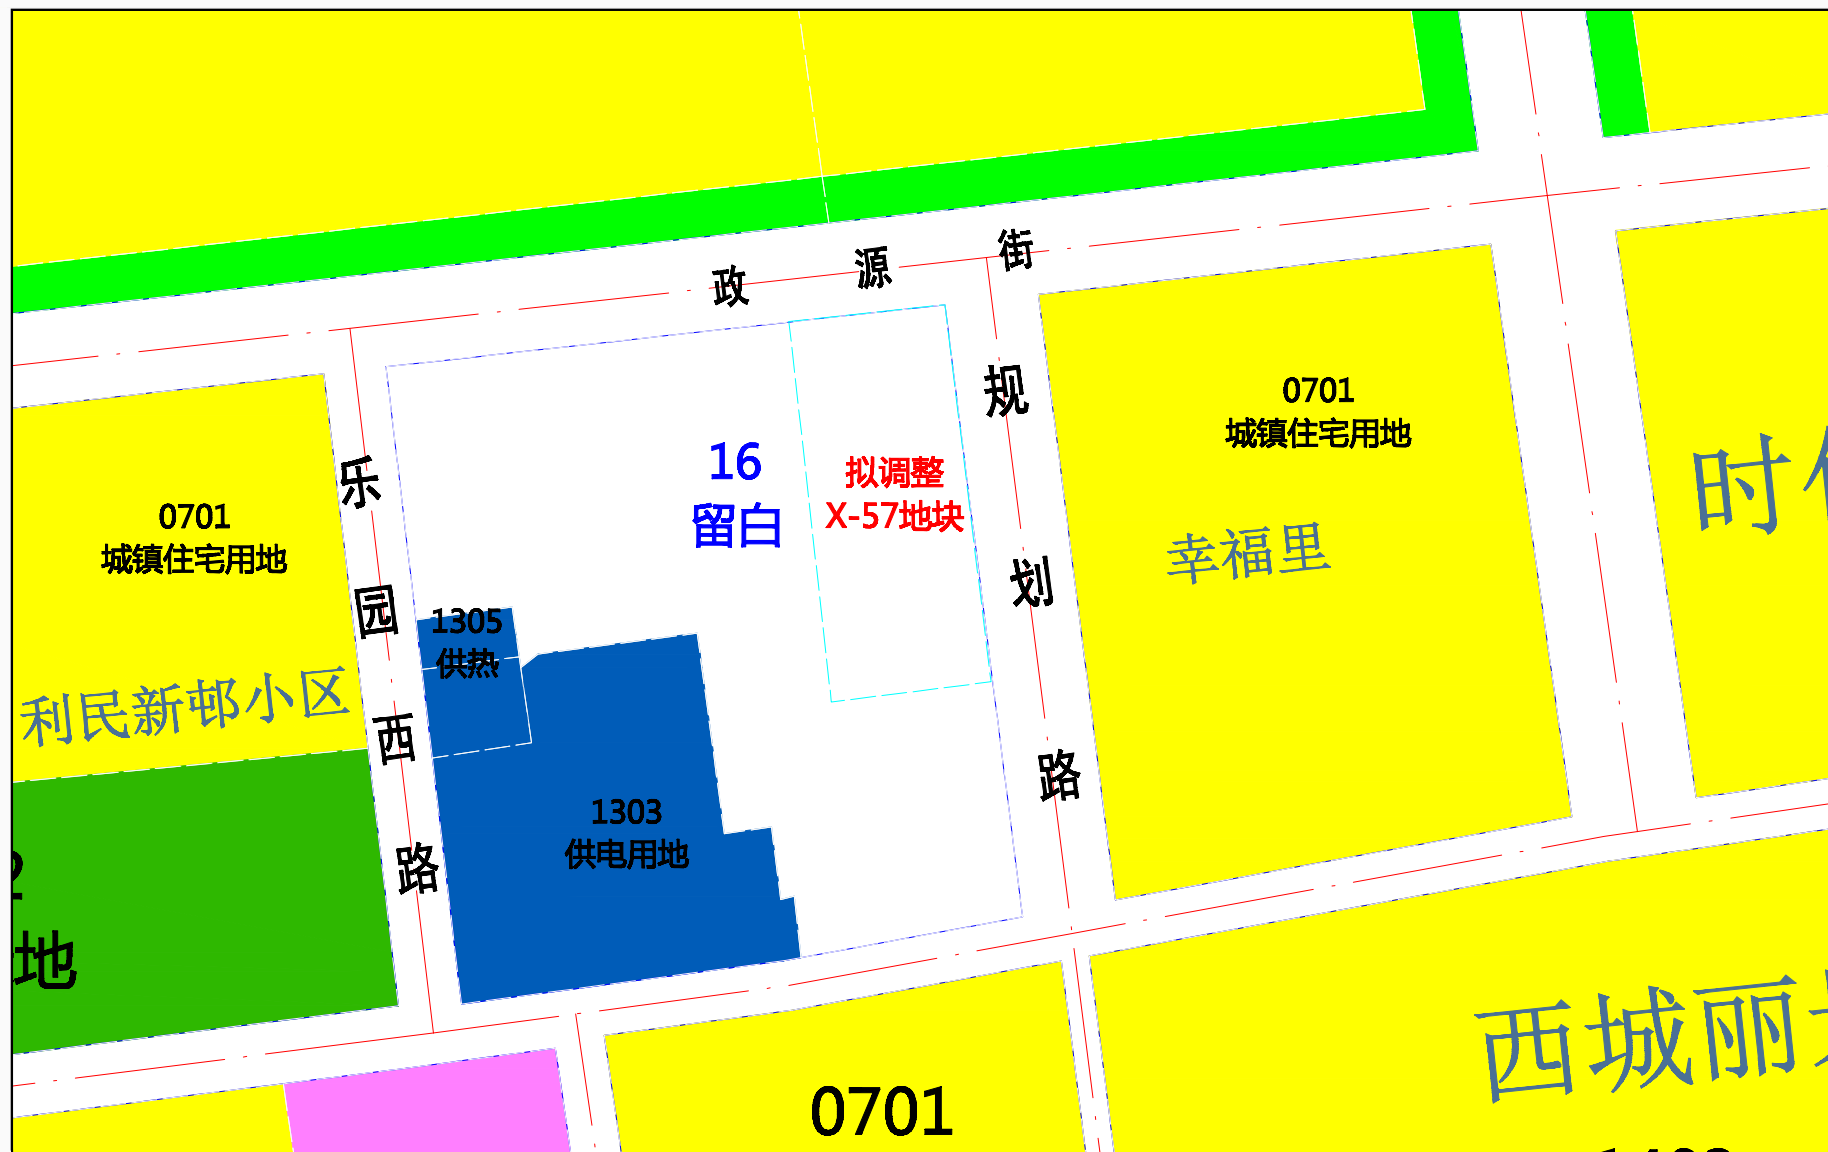 政源街
规划路
乐园西路
0701
城镇住宅用地
16
留白
拟调整
X-57地块
0701
城镇住宅用地
幸福里
时
1305
供热
利民新邨小区
1303
供电用地
地
西城丽
0701